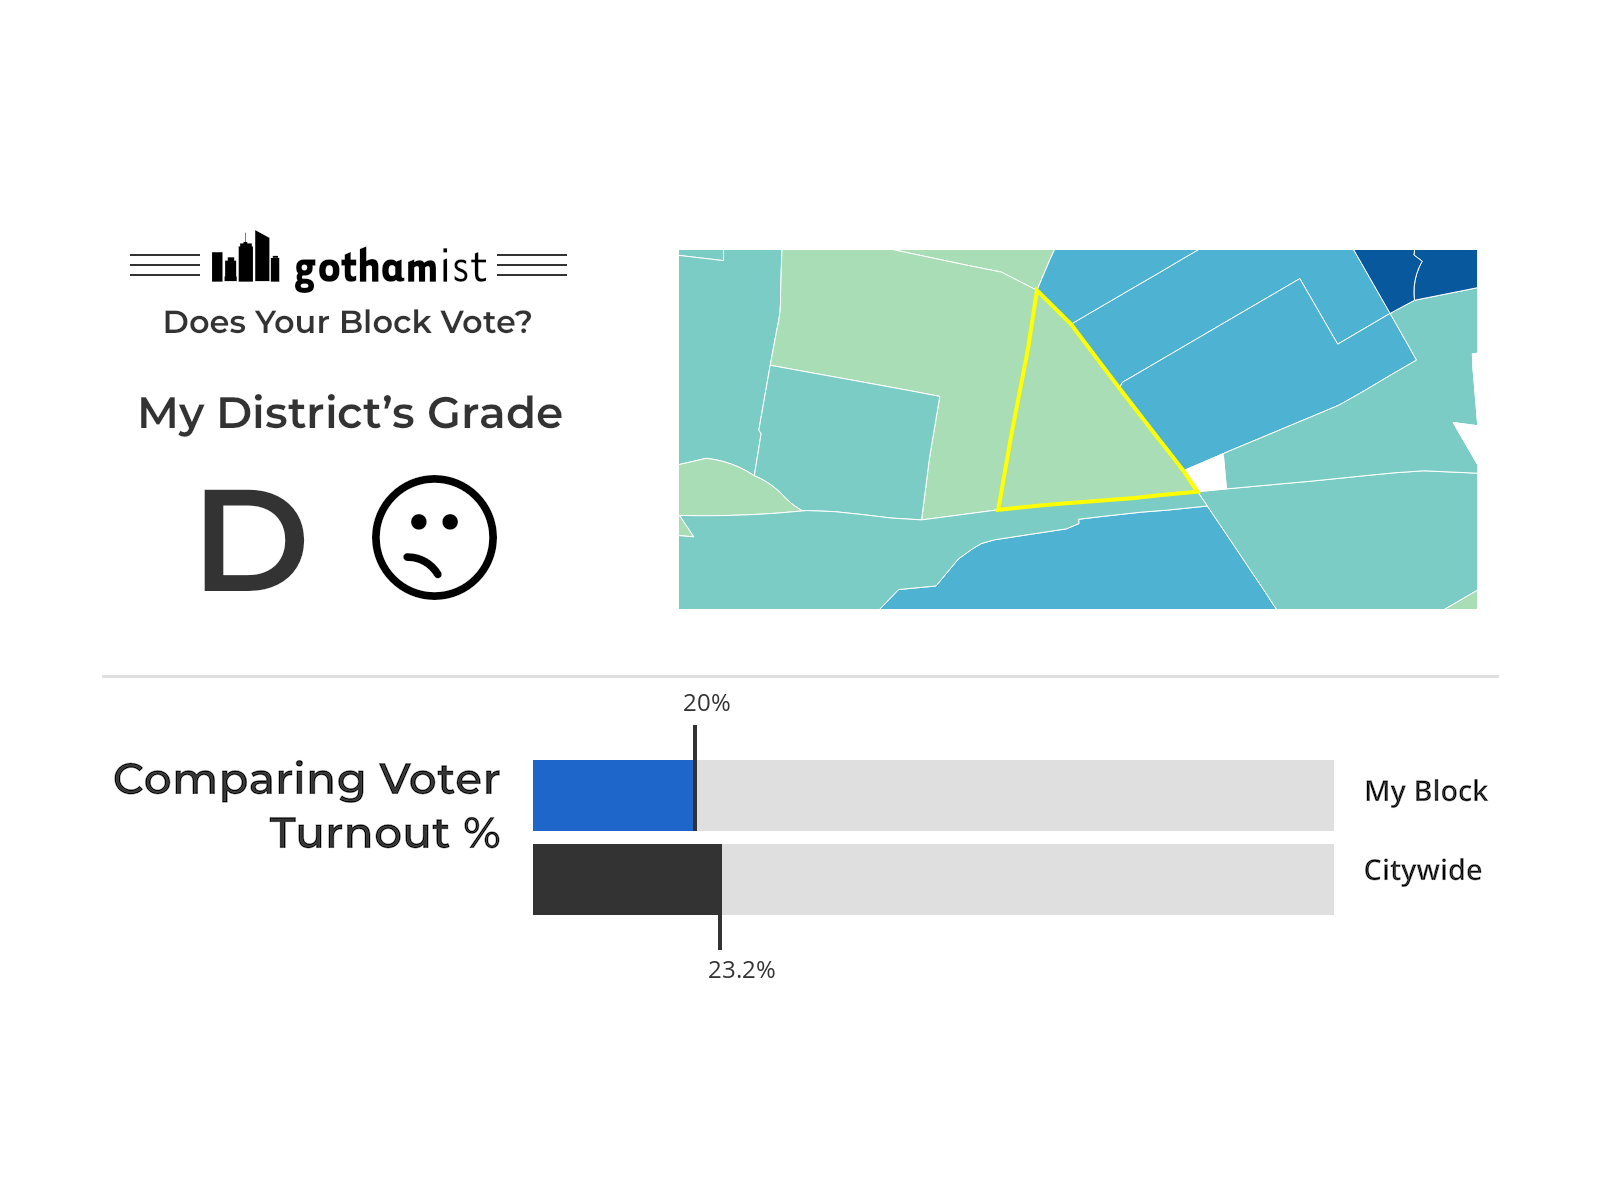 gothamist
Does Your Block Vote?
My District’s Grade
D
20%
Comparing Voter
Turnout %
My Block
Citywide
23.2%